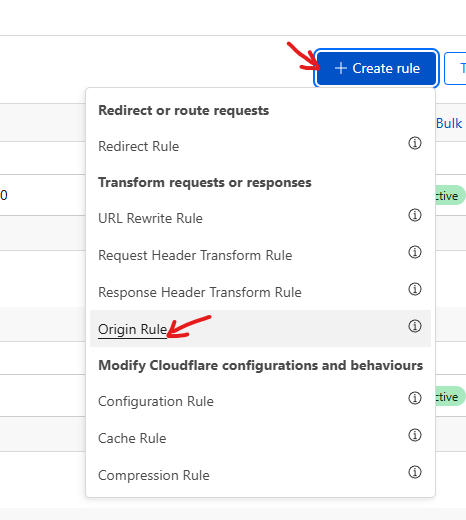 + Create rule
T
Redirect or route requests
Bulk
Redirect Rule
Transform requests or responses
0
ctive
URL Rewrite Rule
Request Header Transform Rule
Response Header Transform Rule
Origin Rule
Modify Cloudflare configurations and behaviours
Configuration Rule
ctive
Cache Rule
Compression Rule